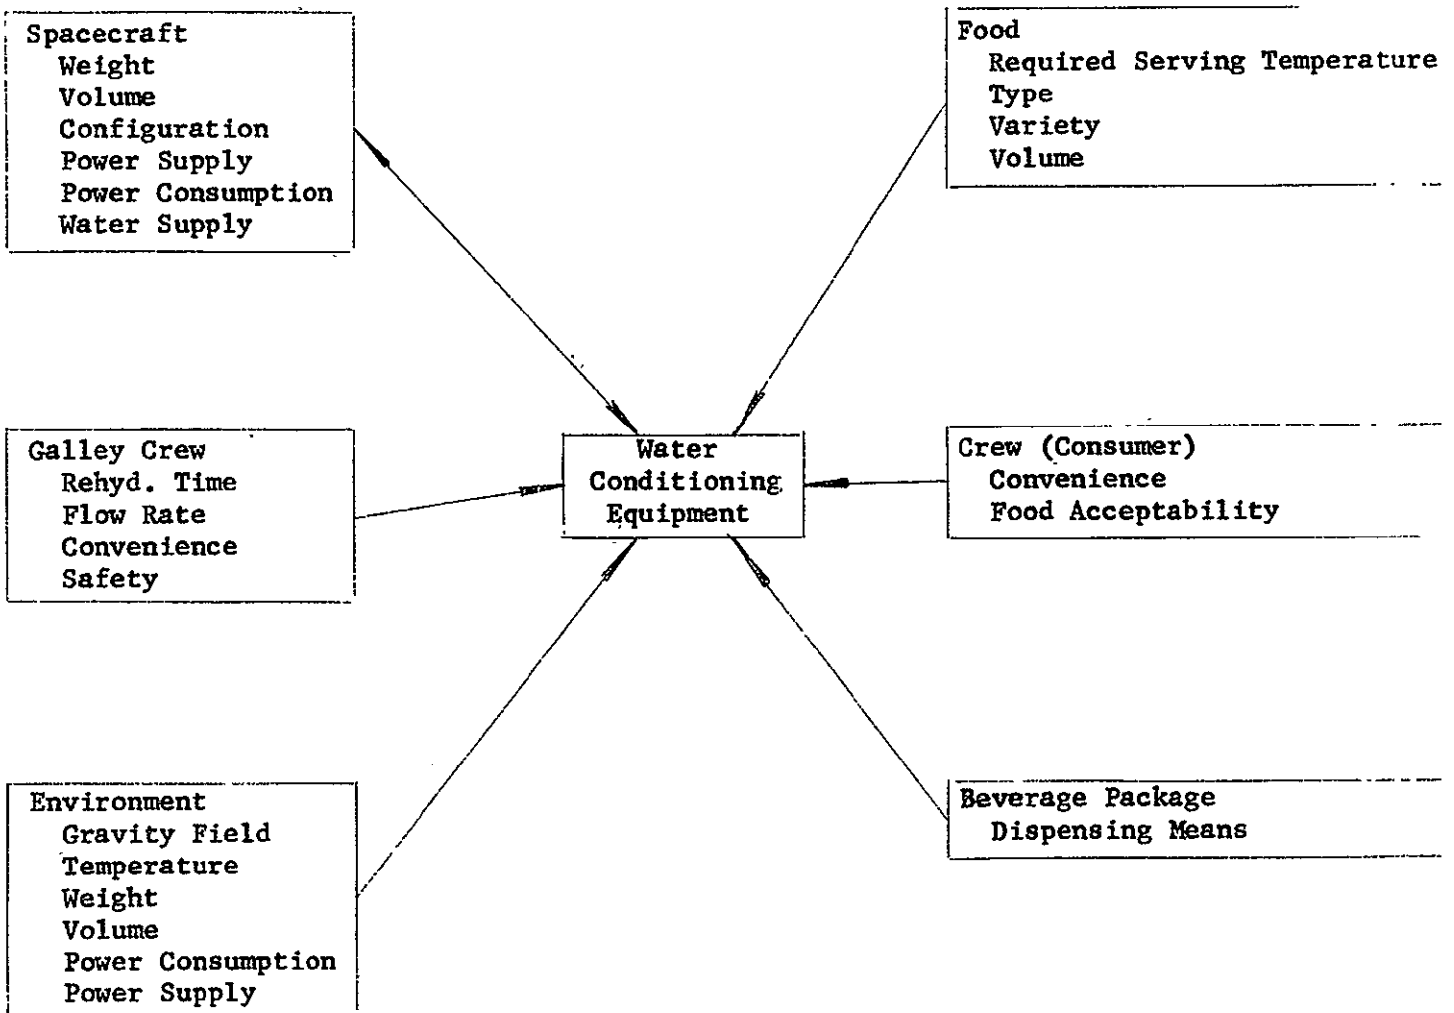 Spacecraft
Weight
Volume
Configuration
Power Supply
Power Consumption
Water Supply
Food
Required Serving Temperature
Type
Variety
Volume
Galley Crew
Rehyd. Time
Flow Rate
Convenience
Safety
Water
Conditioning
Equipment
Crew (Consumer)
Convenience
Food Acceptability
Environment
Gravity Field
Temperature
Weight
Volume
Power Consumption
Power Supply
Beverage Package
Dispensing Means